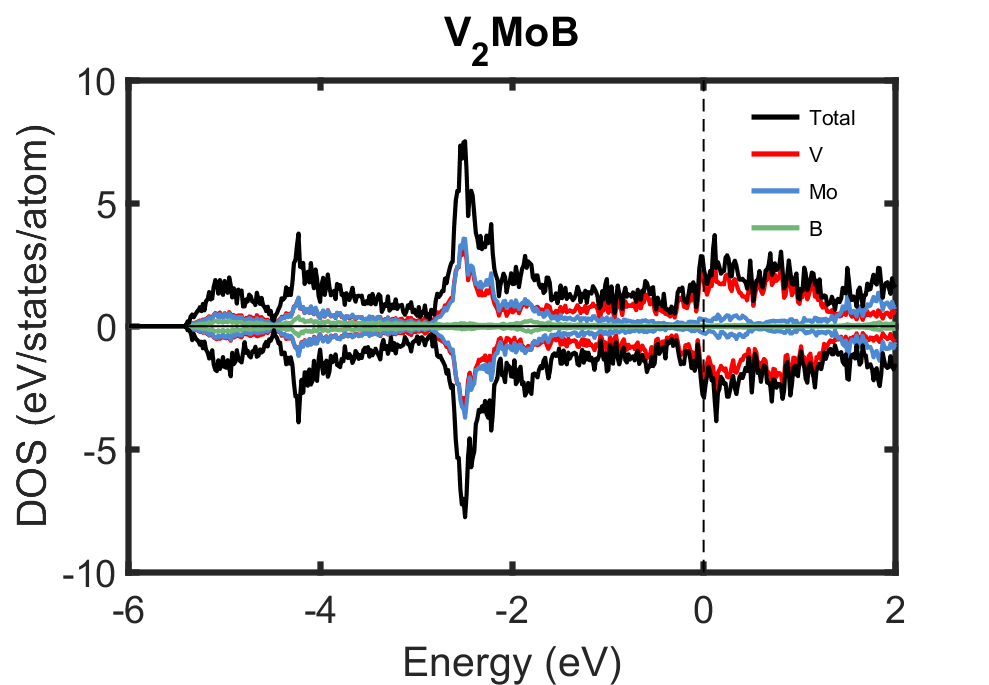 V₂MoB
10
5
0
-5
-10
DOS (eV/states/atom)
Total
V
Mo
B
-6
-4
-2
0
2
Energy (eV)